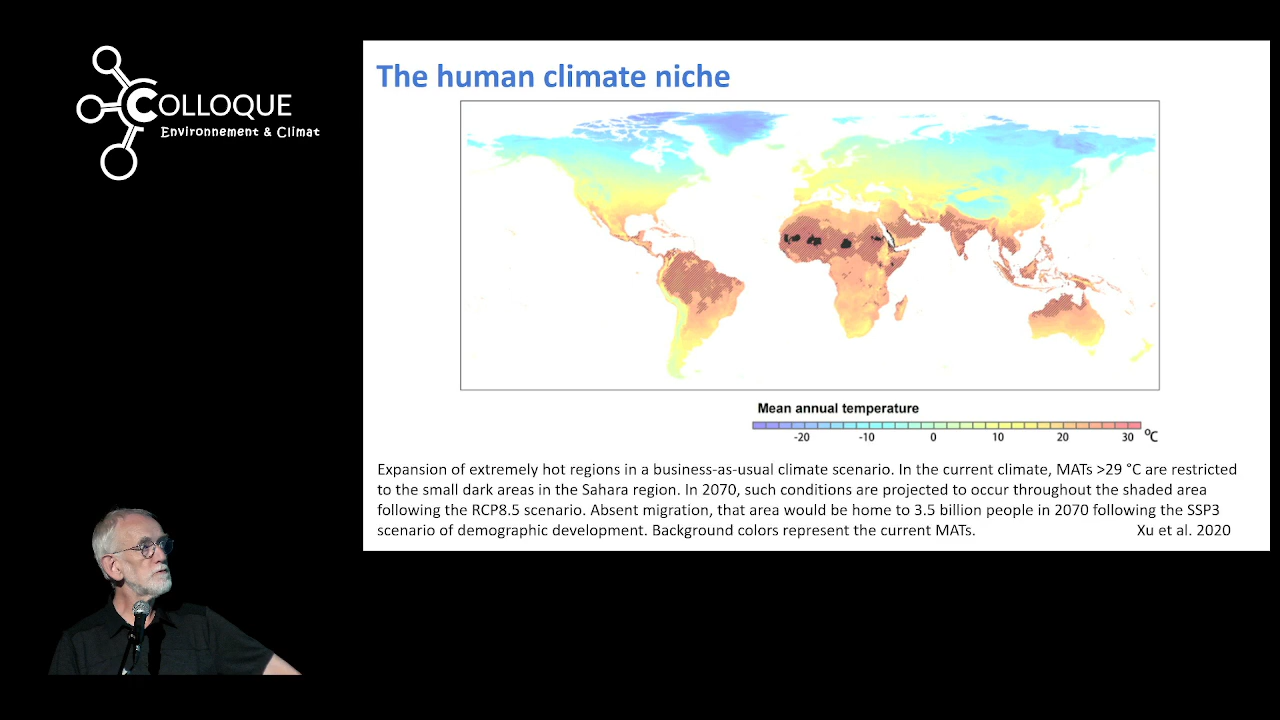 COLLOQUE
Environnement & Climat
The human climate niche
Mean annual temperature
-20 -10 0 10 20 30 ºC
Expansion of extremely hot regions in a business-as-usual climate scenario. In the current climate, MATs >29 °C are restricted
to the small dark areas in the Sahara region. In 2070, such conditions are projected to occur throughout the shaded area
following the RCP8.5 scenario. Absent migration, that area would be home to 3.5 billion people in 2070 following the SSP3
scenario of demographic development. Background colors represent the current MATs. Xu et al. 2020